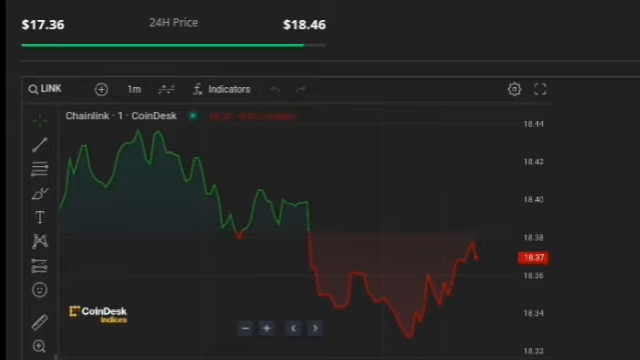 $17.36 24H Price $18.46
LINK 1m Indicators
Chainlink · 1 · CoinDesk
18.44
18.42
18.40
18.38
18.37
18.36
18.34
18.32
CoinDesk
Indices